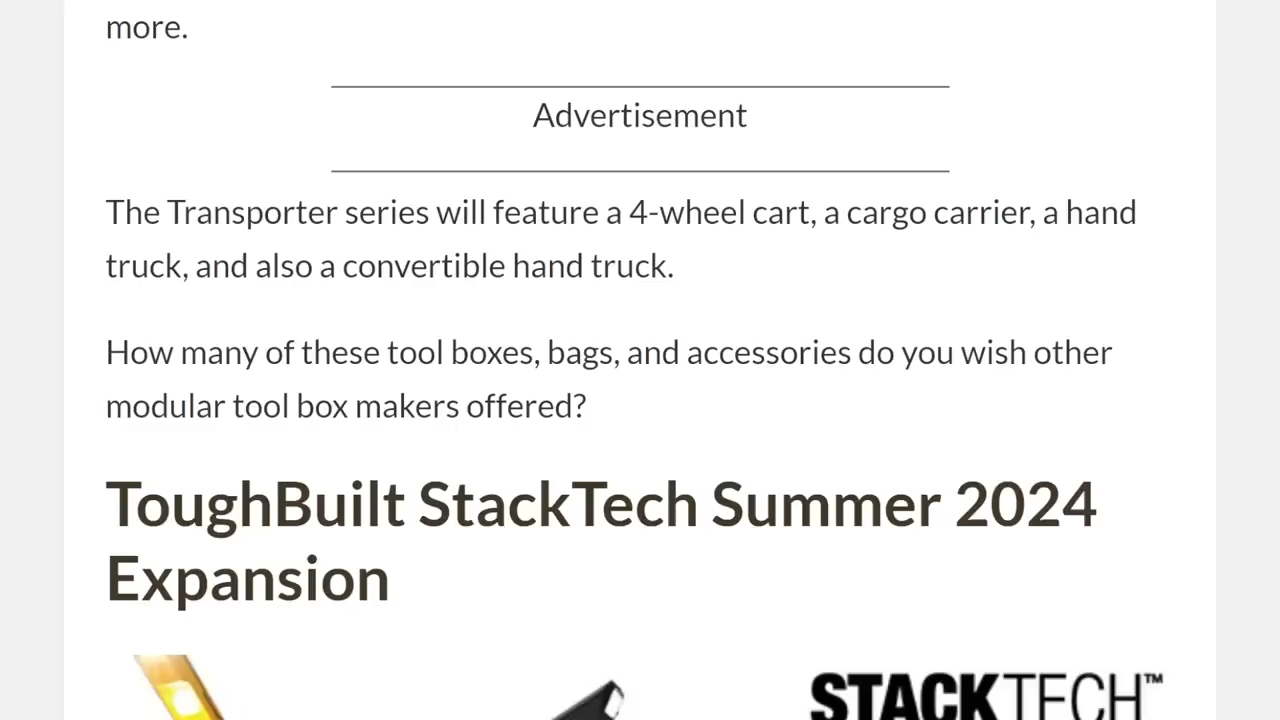 more.
Advertisement
The Transporter series will feature a 4-wheel cart, a cargo carrier, a hand
truck, and also a convertible hand truck.
How many of these tool boxes, bags, and accessories do you wish other
modular tool box makers offered?
ToughBuilt StackTech Summer 2024
Expansion
STACKTECH™